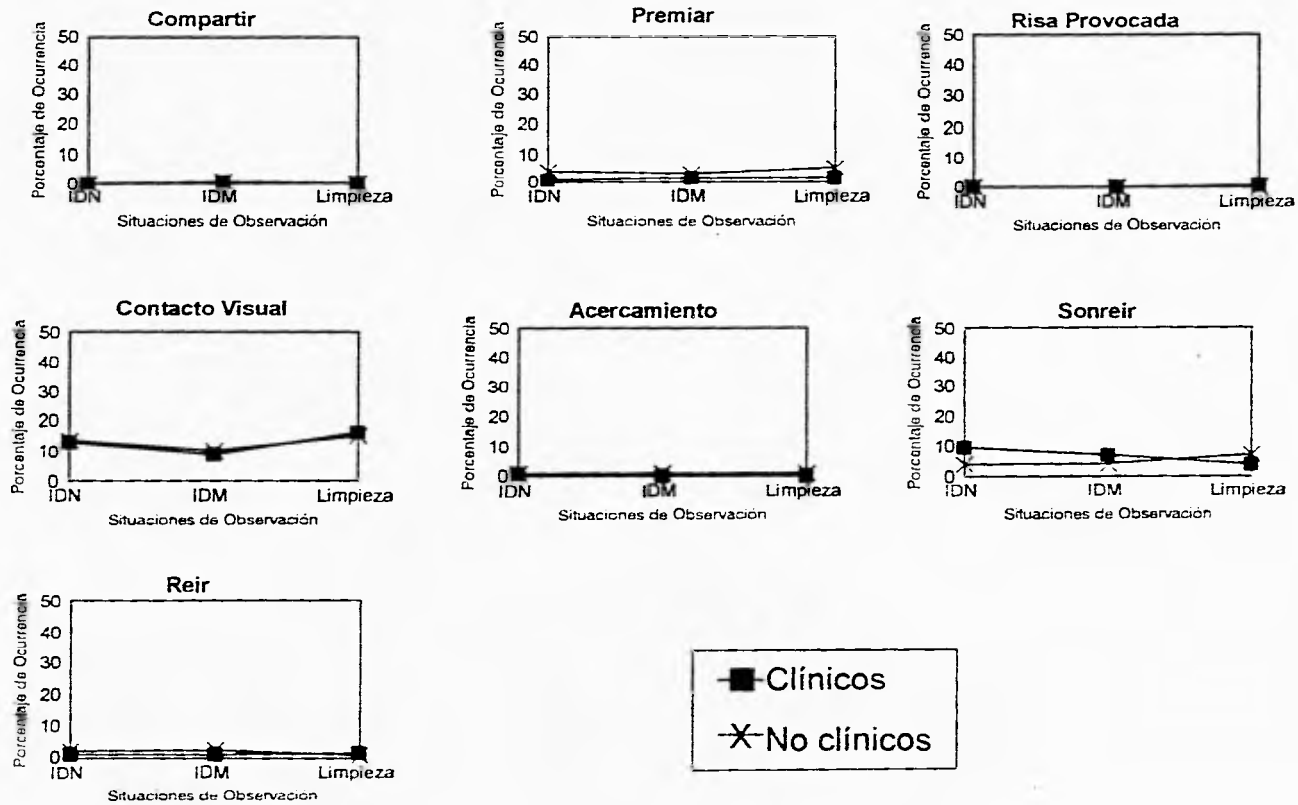 Compartir
Porcentaje de Ocurrencia
50
40
30
20
10
0
IDN IDM Limpieza
Situaciones de Observación
Premiar
Porcentaje de Ocurrencia
50
40
30
20
10
0
IDN IDM Limpieza
Situaciones de Observación
Risa Provocada
Porcentaje de Ocurrencia
50
40
30
20
10
0
IDN IDM Limpieza
Situaciones de Observación
Contacto Visual
Porcentaje de Ocurrencia
50
40
30
20
10
0
IDN IDM Limpieza
Situaciones de Observación
Acercamiento
Porcentaje de Ocurrencia
50
40
30
20
10
0
IDN IDM Limpieza
Situaciones de Observación
Sonreir
Porcentaje de Ocurrencia
50
40
30
20
10
0
IDN IDM Limpieza
Situaciones de Observación
Reir
Porcentaje de Ocurrencia
50
40
30
20
10
0
IDN IDM Limpieza
Situaciones de Observación
Clínicos
No clínicos